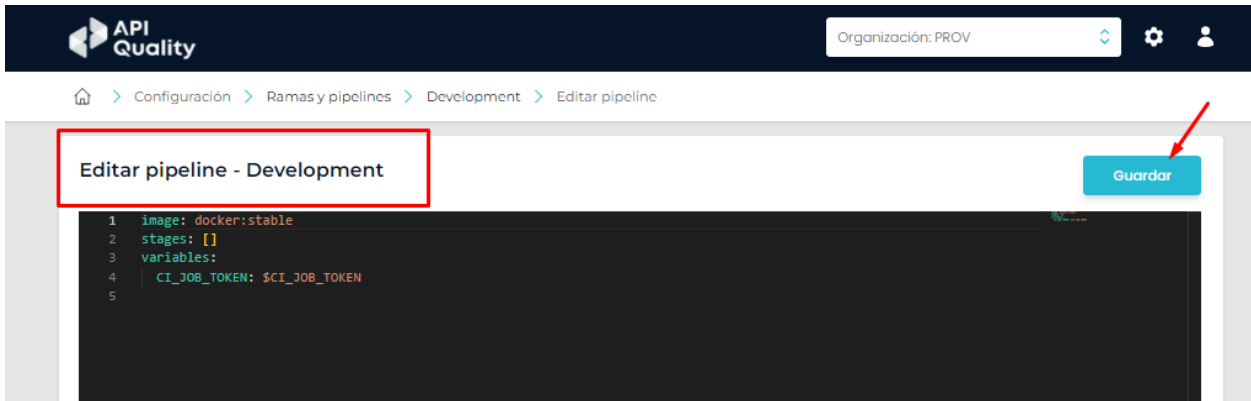 API
Quality
Organización: PROV
Configuración > Ramas y pipelines > Development > Editar pipeline
Editar pipeline - Development
Guardar
1 image: docker:stable
2 stages: []
3 variables:
4 CI_JOB_TOKEN: $CI_JOB_TOKEN
5